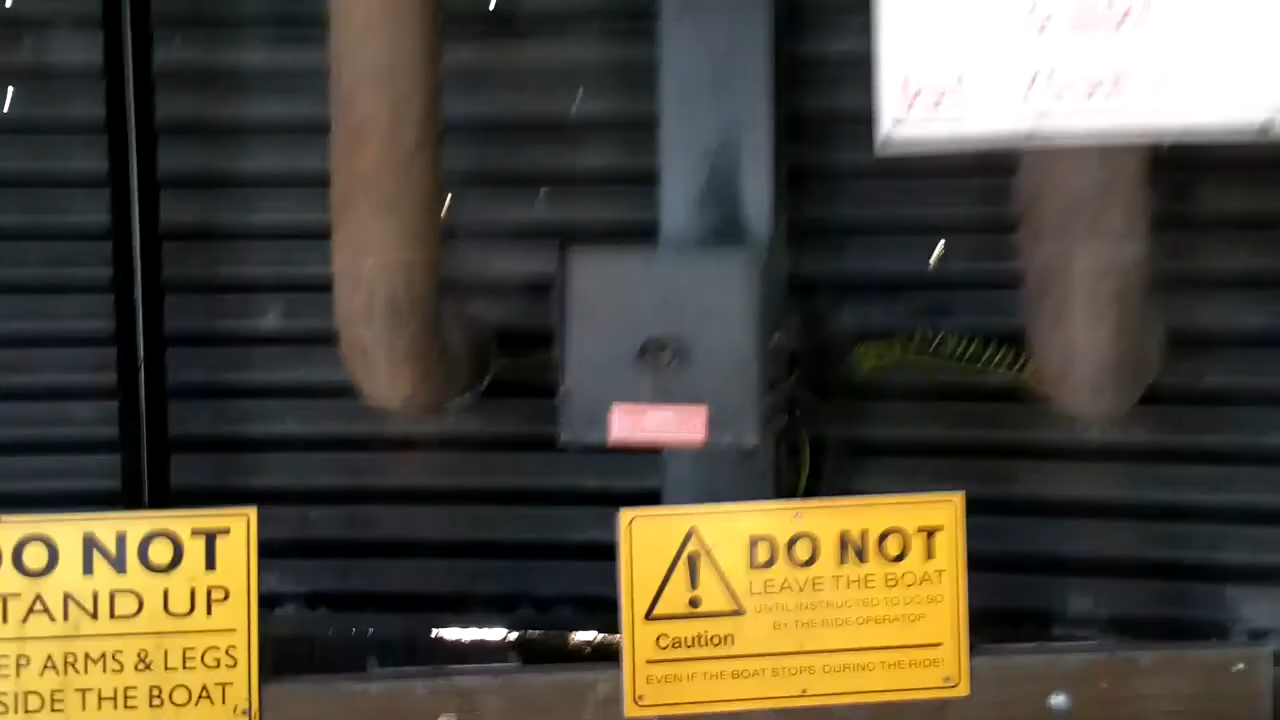 DO NOT
TAND UP
EP ARMS & LEGS
SIDE THE BOAT,
DO NOT
LEAVE THE BOAT
UNTIL INSTRUCTED TO DO SO
BY THE RIDE OPERATOR
Caution
EVEN IF THE BOAT STOPS DURING THE RIDE!